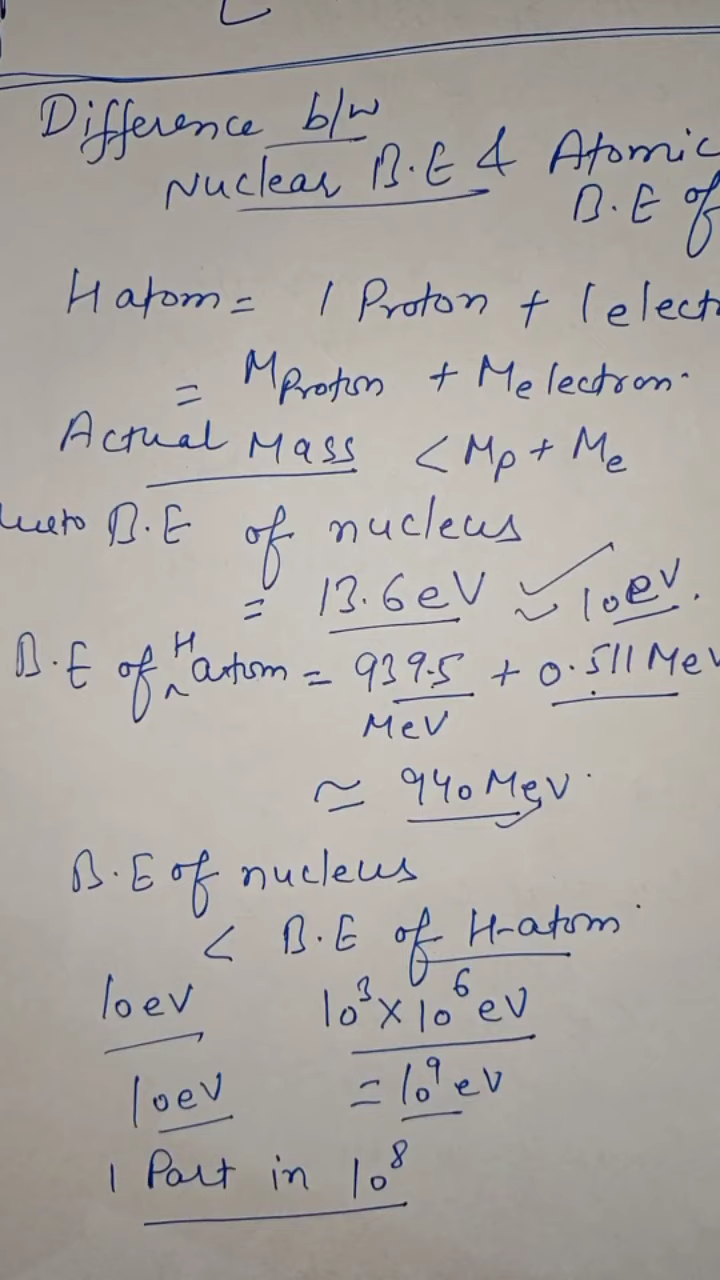 Difference b/w
Nuclear B.E & Atomic
B.E of
H atom = 1 Proton + 1 elect
= M Proton + Melectron.
Actual Mass < Mp + Me
B.E of nucleus
= 13.6eV ≃ 10eV.
B.E of H atom = 939.5 + 0.511 MeV
MeV
≃ 940 MeV.
B.E of nucleus
< B.E of H-atom
10eV 10³×10⁶ eV
10eV = 10⁹ eV
1 Part in 10⁸